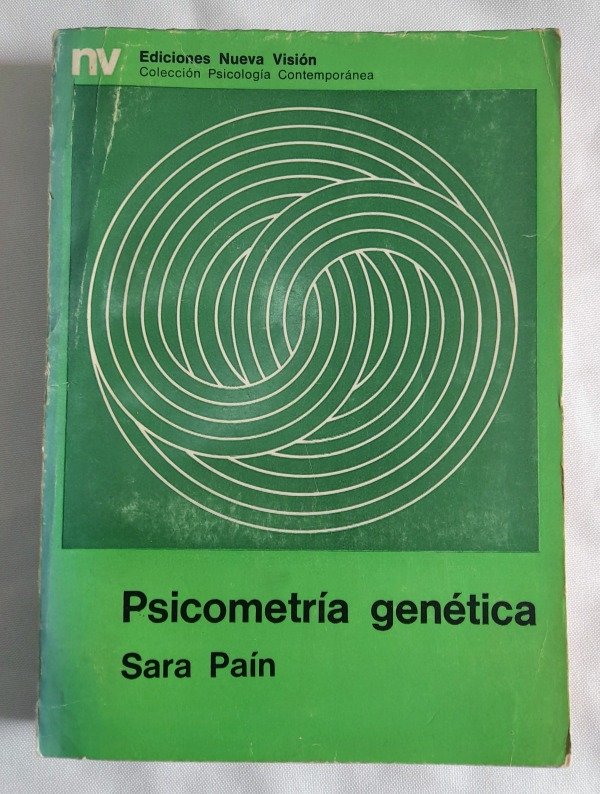 nv
Ediciones Nueva Visión
Colección Psicología Contemporánea
Psicometría genética
Sara Paín